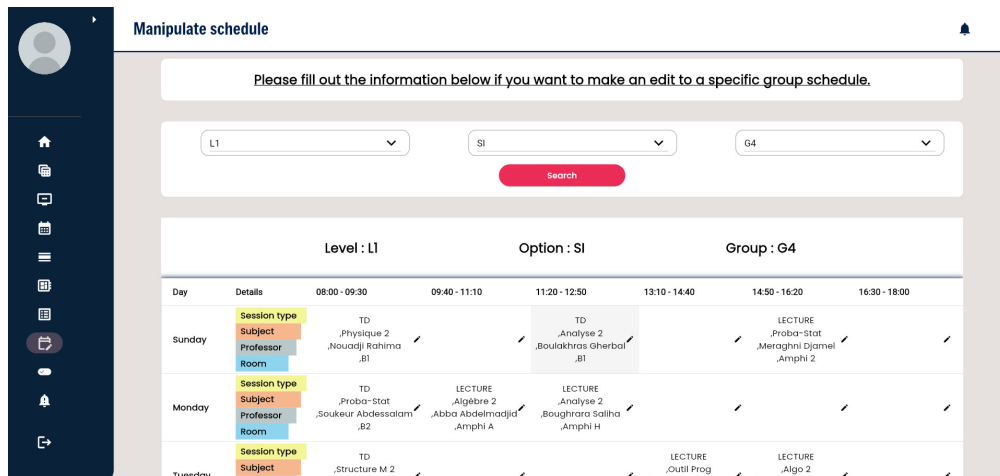 Manipulate schedule
Please fill out the information below if you want to make an edit to a specific group schedule.
L1
SI
G4
Search
Level : L1
Option : SI
Group : G4
Day
Details
08:00 - 09:30
09:40 - 11:10
11:20 - 12:50
13:10 - 14:40
14:50 - 16:20
16:30 - 18:00
Sunday
Session type
Subject
Professor
Room
TD
,Physique 2
,Nouadji Rahima
,B1
TD
,Analyse 2
,Boulakhras Gherbal
,B1
LECTURE
,Proba-Stat
,Meraghni Djamel
,Amphi 2
Monday
Session type
Subject
Professor
Room
TD
,Proba-Stat
,Soukeur Abdessalam
,B2
LECTURE
,Algébre 2
,Abba Abdelmadjid
,Amphi A
LECTURE
,Analyse 2
,Boughrara Saliha
,Amphi H
Tuesday
Session type
Subject
TD
,Structure M 2
LECTURE
,Outil Prog
LECTURE
,Algo 2